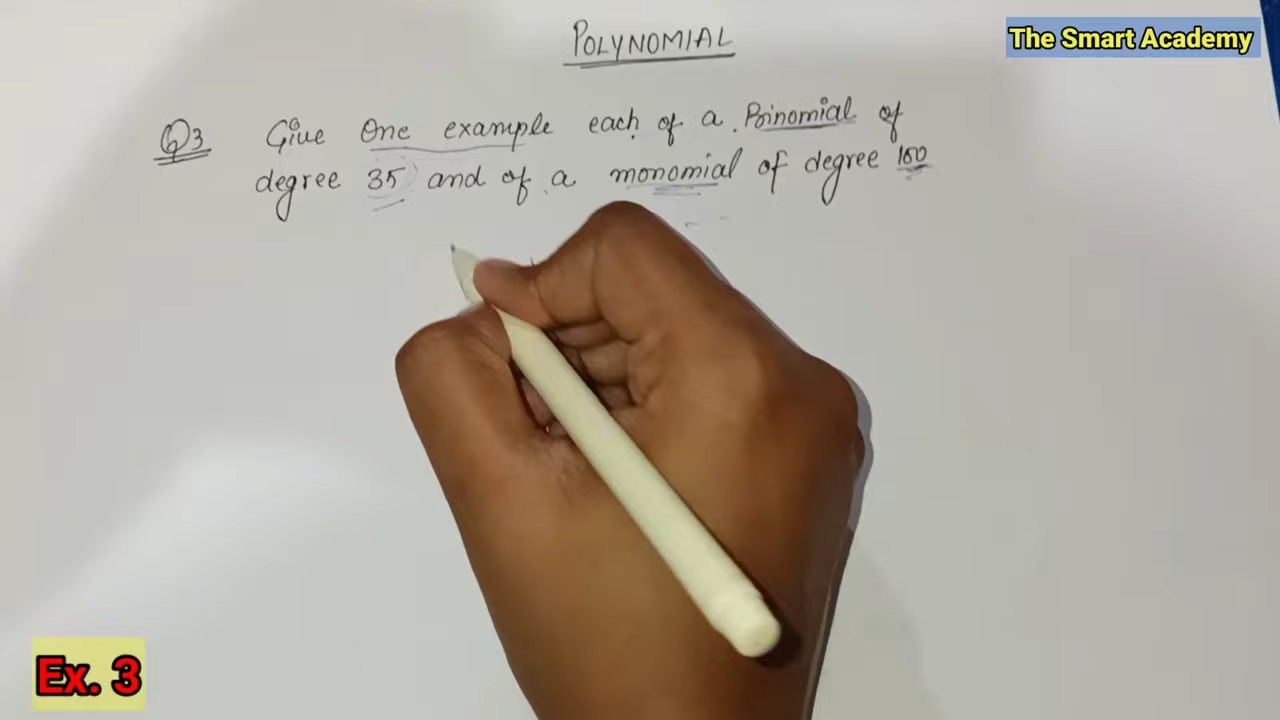 POLYNOMIAL
The Smart Academy
Q3 Give One example each of a Boinomial of
degree 35 and of a monomial of degree 100
Ex. 3